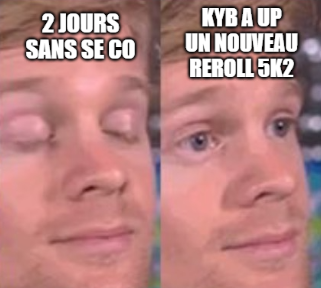 2 JOURS
SANS SE CO
KYB A UP
UN NOUVEAU
REROLL 5K2